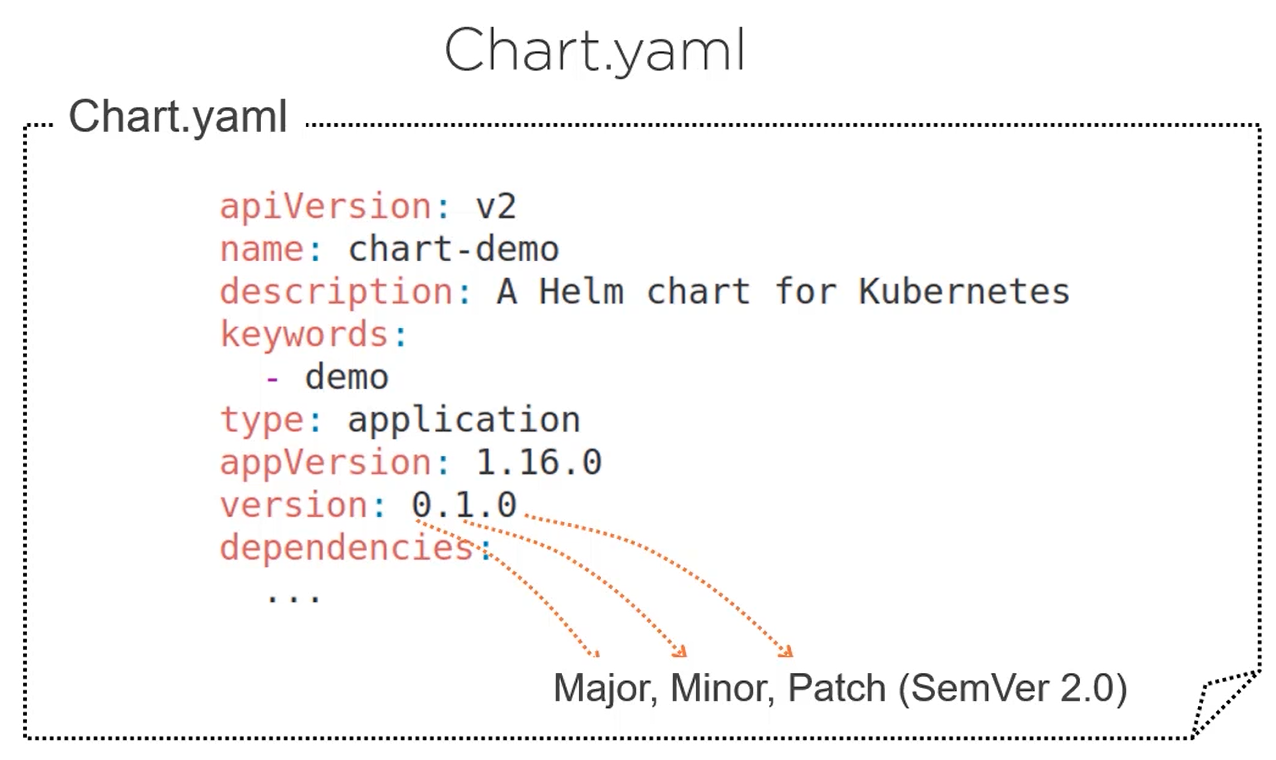 Chart.yaml
Chart.yaml
apiVersion: v2
name: chart-demo
description: A Helm chart for Kubernetes
keywords:
  - demo
type: application
appVersion: 1.16.0
version: 0.1.0
dependencies:
  ...
Major, Minor, Patch (SemVer 2.0)